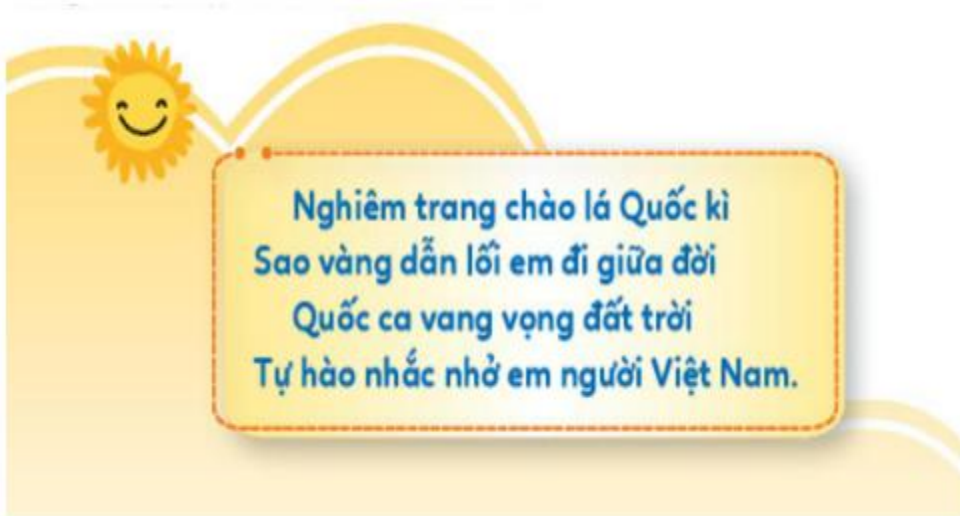 Nghiêm trang chào lá Quốc kì
Sao vàng dẫn lối em đi giữa đời
Quốc ca vang vọng đất trời
Tự hào nhắc nhở em người Việt Nam.